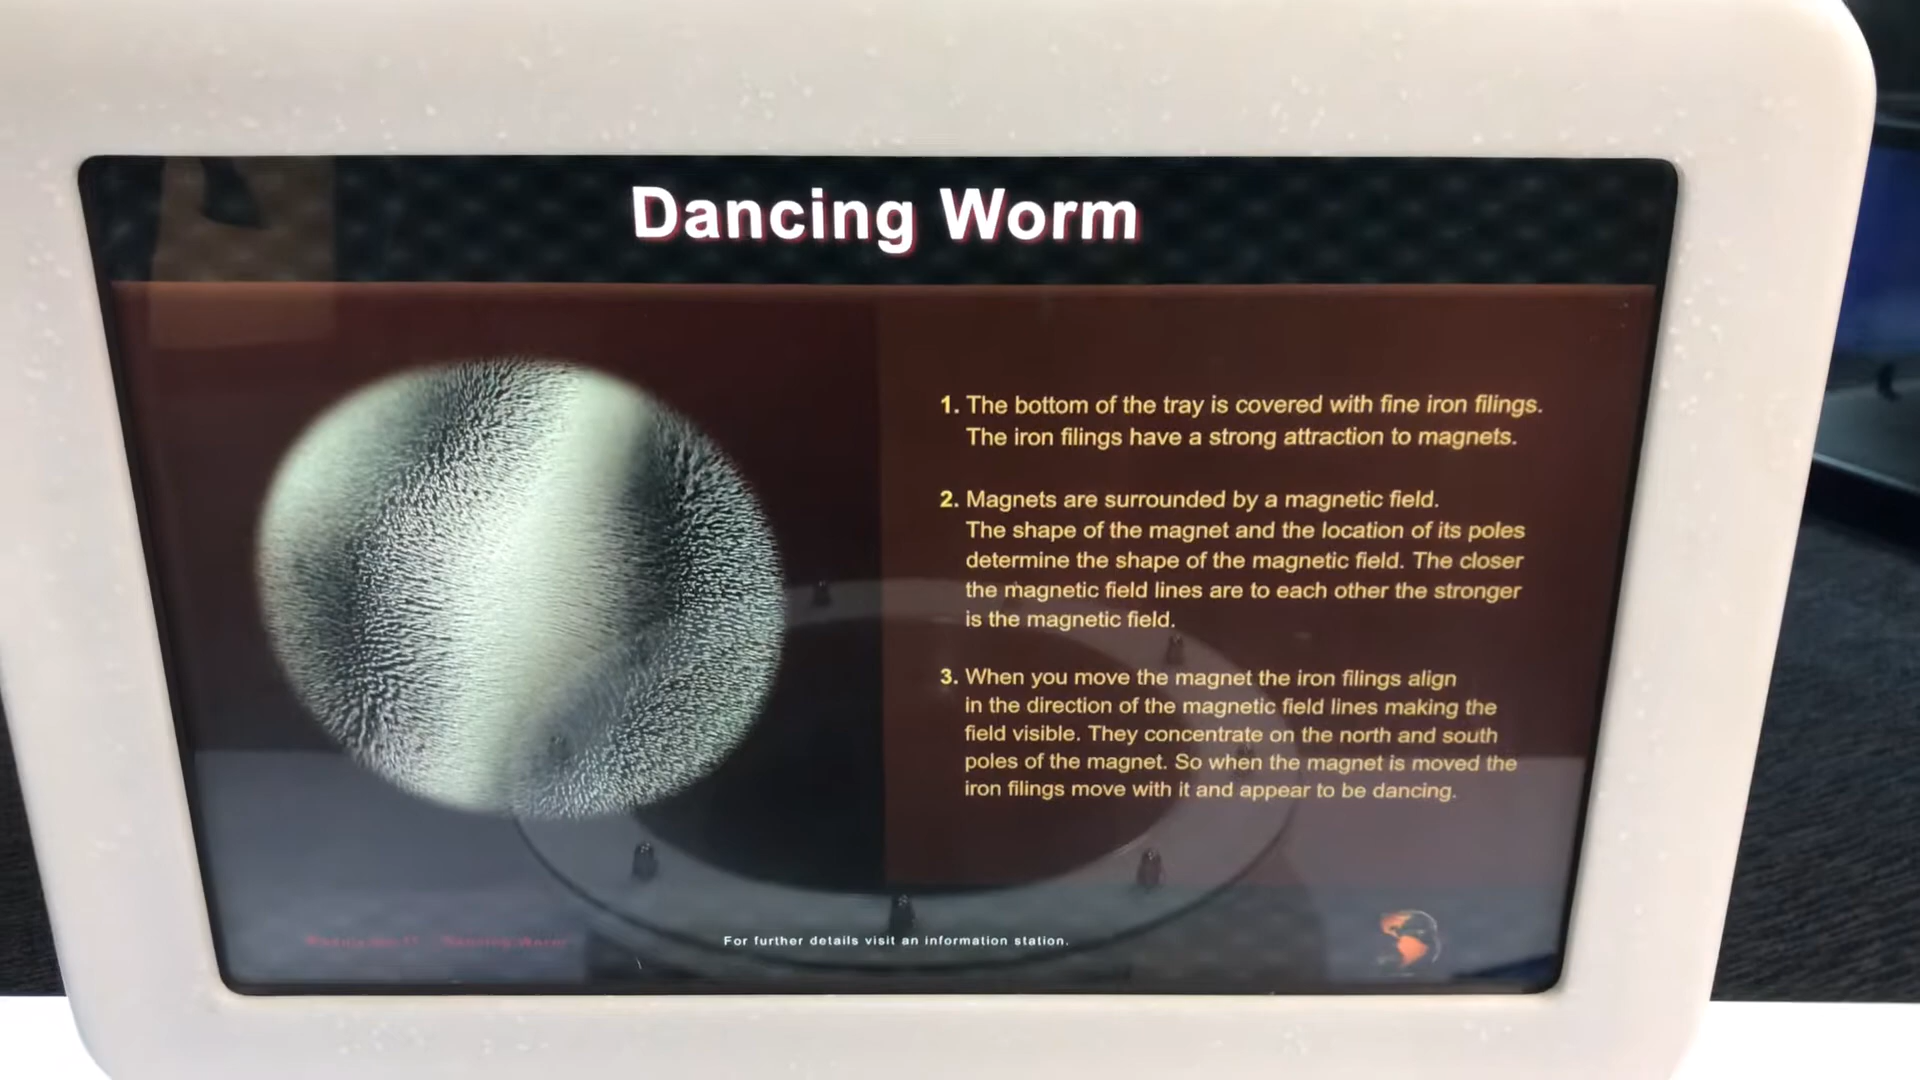 Dancing Worm
1. The bottom of the tray is covered with fine iron filings.
The iron filings have a strong attraction to magnets.
2. Magnets are surrounded by a magnetic field.
The shape of the magnet and the location of its poles
determine the shape of the magnetic field. The closer
the magnetic field lines are to each other the stronger
is the magnetic field.
3. When you move the magnet the iron filings align
in the direction of the magnetic field lines making the
field visible. They concentrate on the north and south
poles of the magnet. So when the magnet is moved the
iron filings move with it and appear to be dancing.
Dancing Worm
For further details visit an information station.